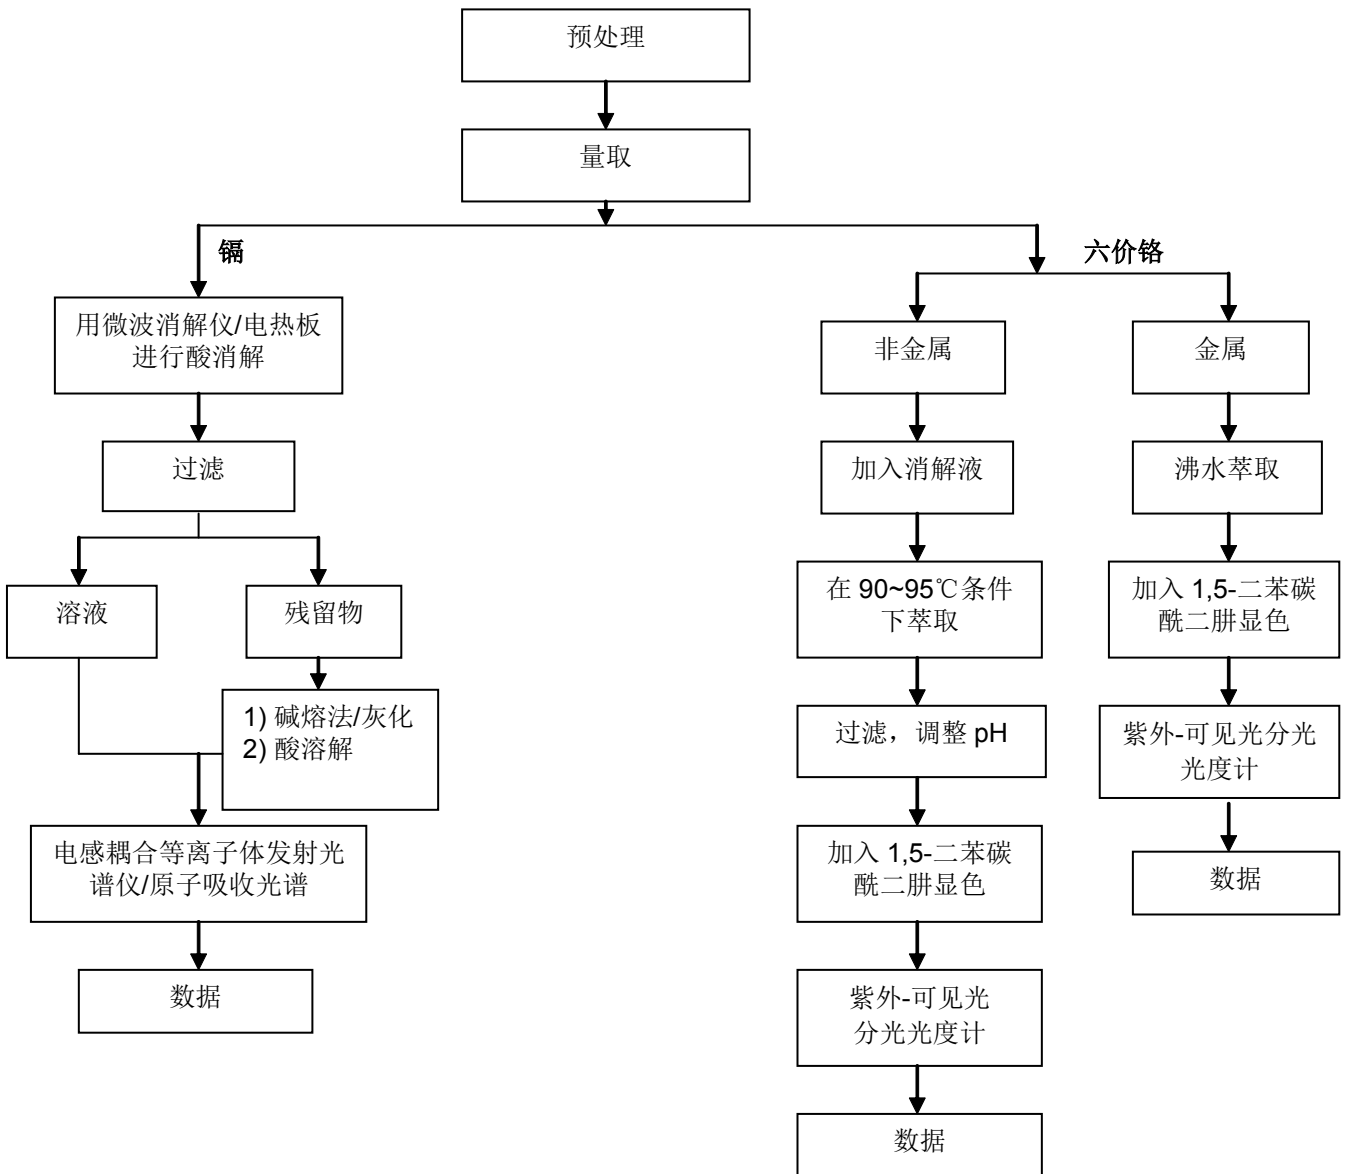 预处理
量取
镉
六价铬
用微波消解仪/电热板
进行酸消解
过滤
溶液
残留物
1) 碱熔法/灰化
2) 酸溶解
电感耦合等离子体发射光
谱仪/原子吸收光谱
数据
非金属
加入消解液
在 90~95℃条件
下萃取
过滤，调整 pH
加入 1,5-二苯碳
酰二肼显色
紫外-可见光
分光光度计
数据
金属
沸水萃取
加入 1,5-二苯碳
酰二肼显色
紫外-可见光分光
光度计
数据